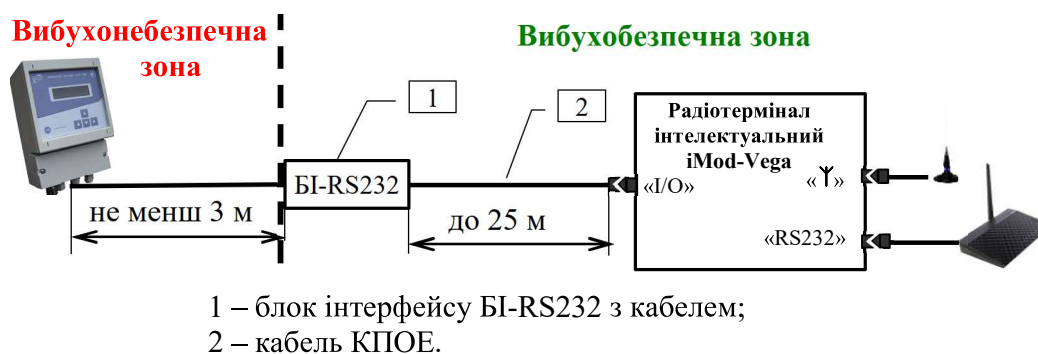 Вибухонебезпечна
зона
Вибухобезпечна зона
1
2
Радіотермінал
інтелектуальний
iMod-Vega
БІ-RS232
«I/O»
« »
не менш 3 м
до 25 м
«RS232»
1 – блок інтерфейсу БІ-RS232 з кабелем;
2 – кабель КПОЕ.